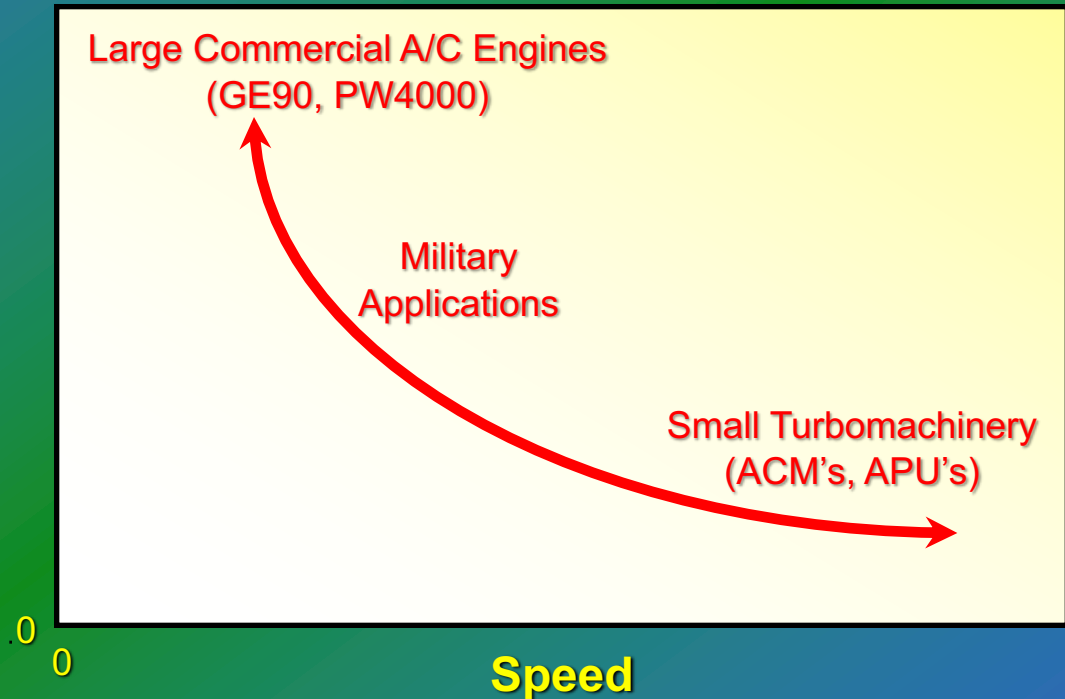 Large Commercial A/C Engines
(GE90, PW4000)
Military
Applications
Small Turbomachinery
(ACM's, APU's)
.0
0
Speed